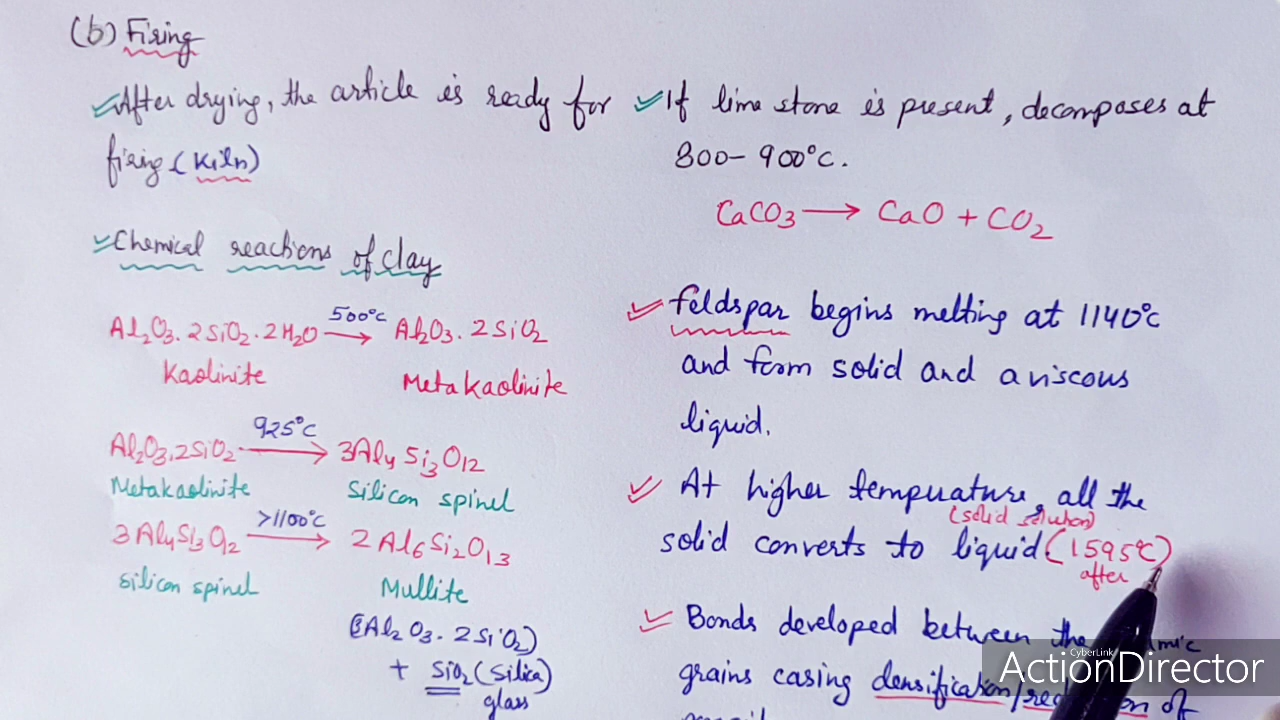 (b) Firing
After drying, the article is ready for
firing (kiln)
Chemical reactions of clay
Al2O3. 2SiO2. 2H2O 500°C → Al2O3. 2SiO2
Kaolinite Metakaolinite
Al2O3.2SiO2 925°C → 3Al4Si3O12
Metakaolinite Silicon spinel
3Al4Si3O2 >1100°C → 2Al6Si2O13
silicon spinel Mullite
(3Al2O3. 2SiO2)
+ SiO2 (Silica)
glass
If lime stone is present, decomposes at
800-900°C.
CaCO3 → CaO + CO2
feldspar begins melting at 1140°C
and form solid and a viscous
liquid.
At higher tempuature, all the
(solid solution)
solid converts to liquid (1595°C)
after
Bonds developed between the
grains casing densification/
of
CyberLink
ActionDirector